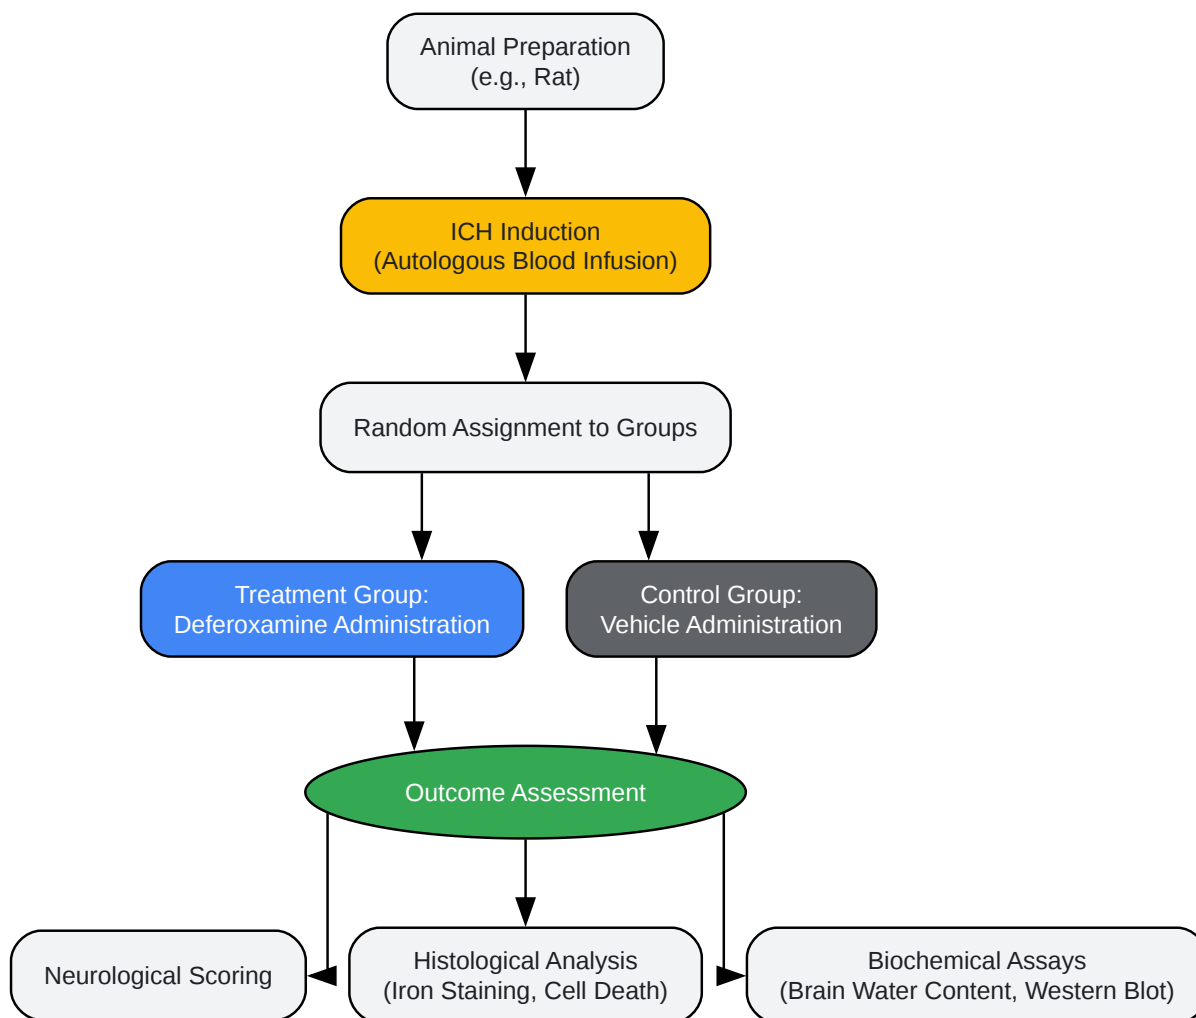 Animal Preparation
(e.g., Rat)
ICH Induction
(Autologous Blood Infusion)
Random Assignment to Groups
Treatment Group:
Deferoxamine Administration
Control Group:
Vehicle Administration
Outcome Assessment
Neurological Scoring
Histological Analysis
(Iron Staining, Cell Death)
Biochemical Assays
(Brain Water Content, Western Blot)